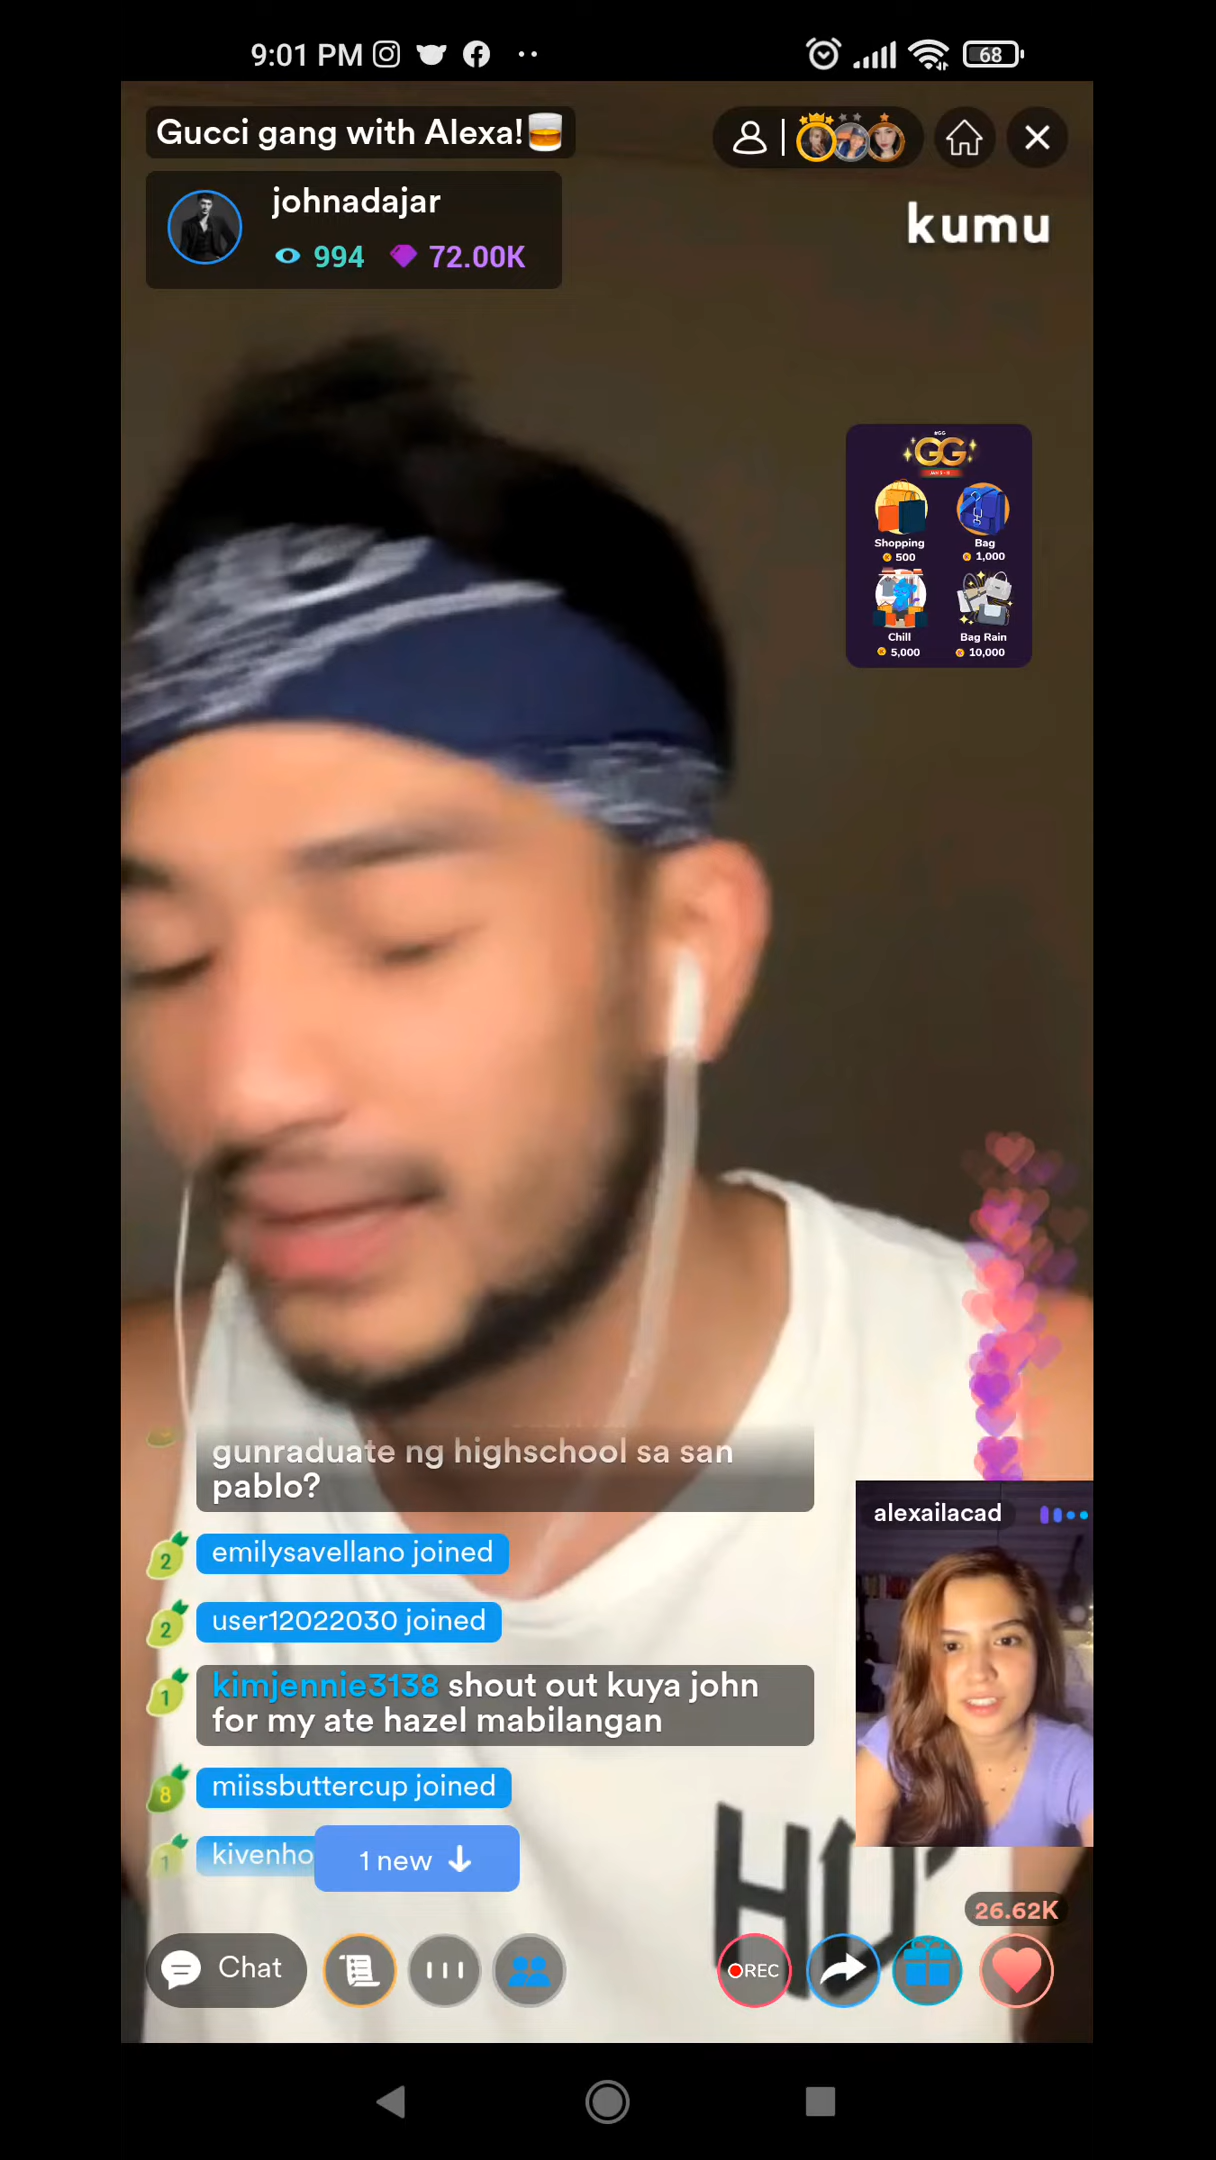 9:01 PM
68
Gucci gang with Alexa!
johnadajar
994 72.00K
kumu
#GG
GG
Shopping Bag
500 1,000
Chill Bag Rain
5,000 10,000
gunraduate ng highschool sa san
pablo?
alexailacad
2 emilysavellano joined
2 user12022030 joined
1 kimjennie3138 shout out kuya john
for my ate hazel mabilangan
8 miissbuttercup joined
1 kivenho
1 new
HU
26.62K
Chat
REC